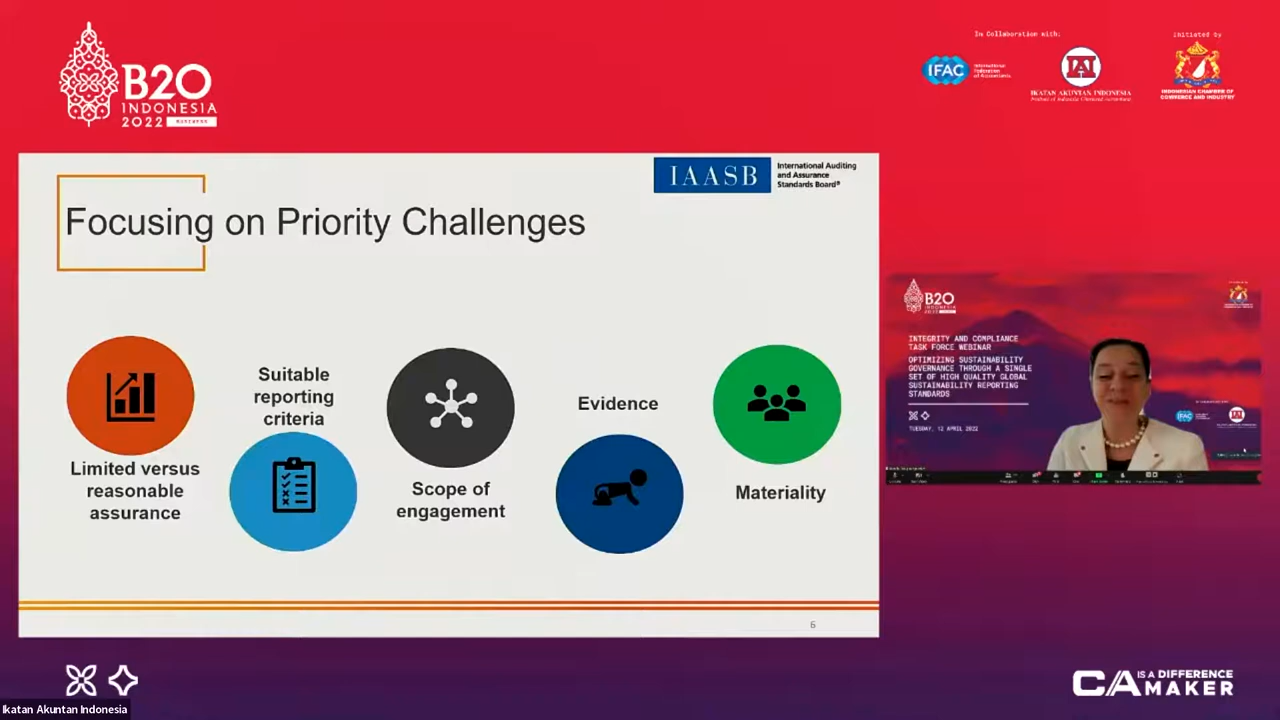 B20
INDONESIA
2022
In Collaboration with:
IFAC
International
Federation
of Accountants
IAI
IKATAN AKUNTAN INDONESIA
Initiated by
INDONESIAN CHAMBER OF
COMMERCE AND INDUSTRY
IAASB
International Auditing
and Assurance
Standards Board®
Focusing on Priority Challenges
Limited versus
reasonable
assurance
Suitable
reporting
criteria
Scope of
engagement
Evidence
Materiality
6
B20
INDONESIA
2022
INTEGRITY AND COMPLIANCE
TASK FORCE WEBINAR
OPTIMIZING SUSTAINABILITY
GOVERNANCE THROUGH A SINGLE
SET OF HIGH QUALITY GLOBAL
SUSTAINABILITY REPORTING
STANDARDS
TUESDAY, 12 APRIL 2022
IFAC
CA IS A DIFFERENCE
MAKER
Ikatan Akuntan Indonesia